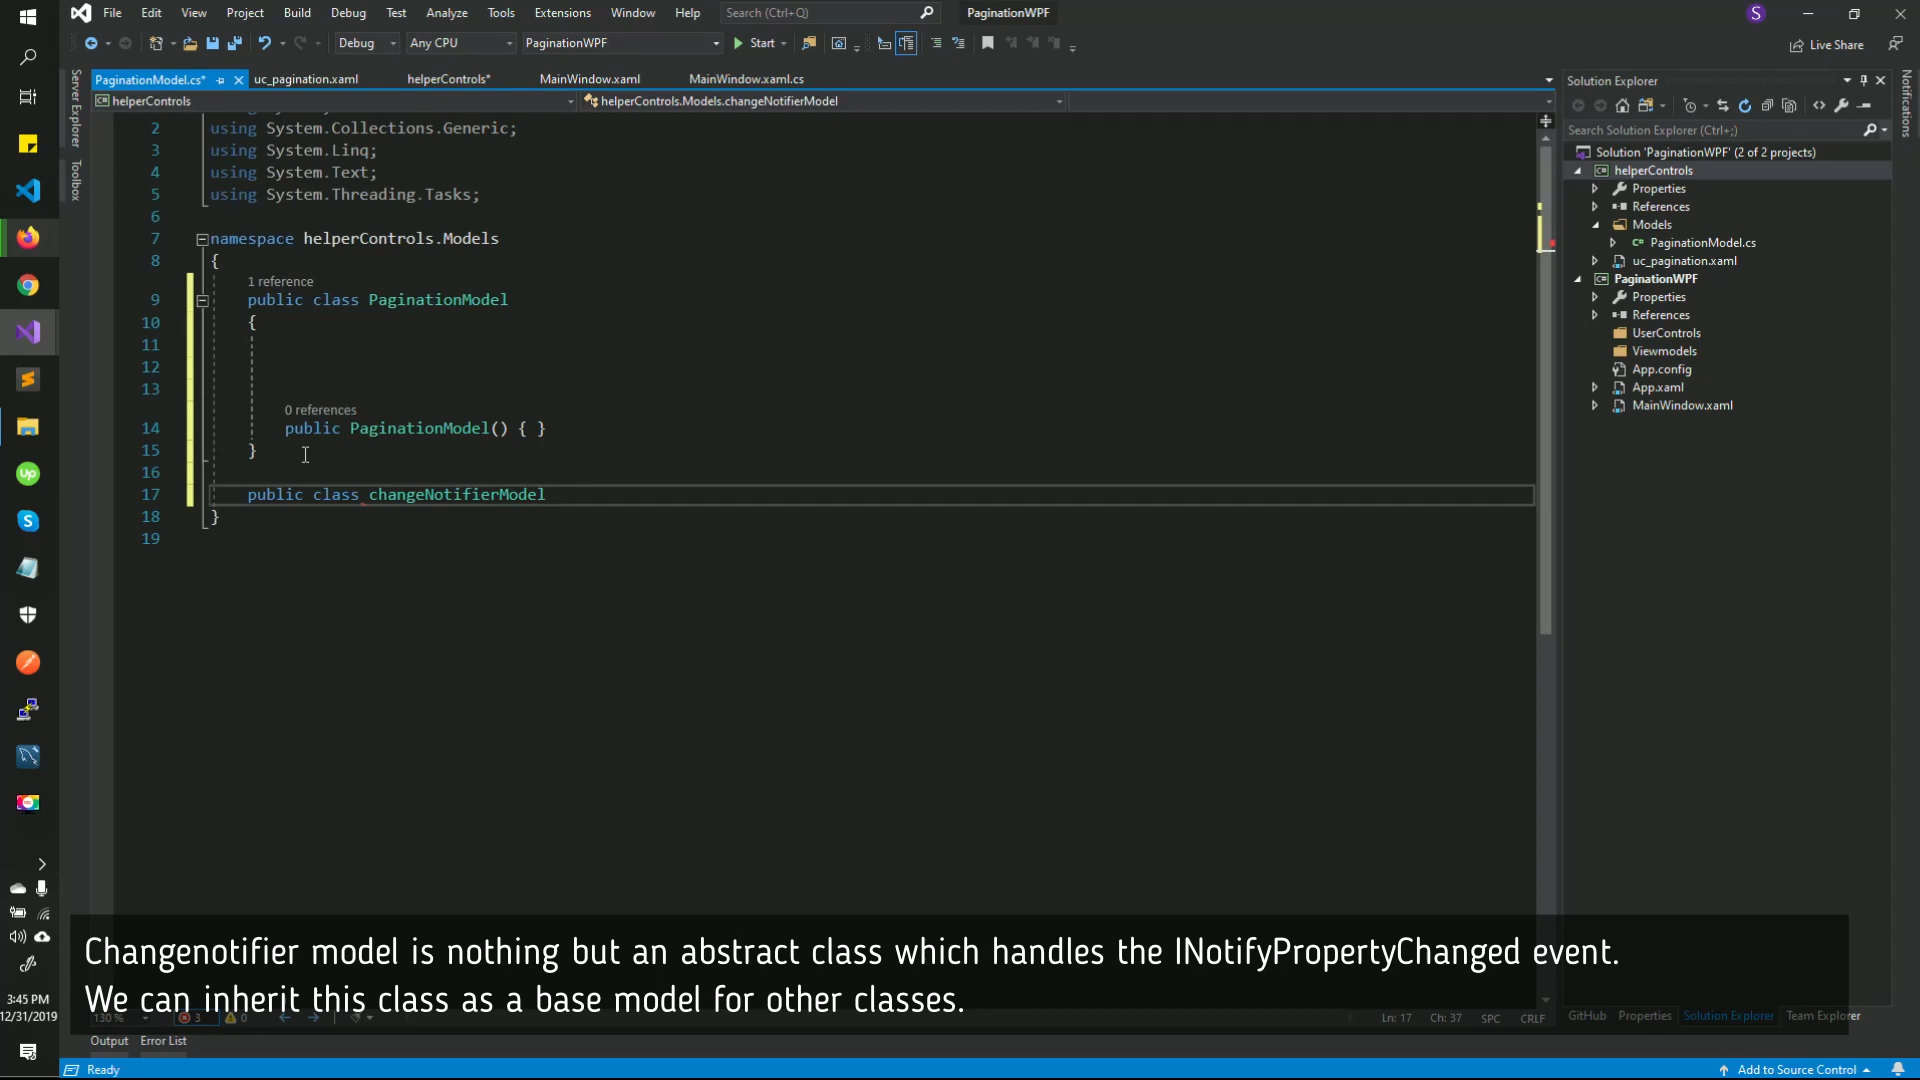 File Edit View Project Build Debug Test Analyze Tools Extensions Window Help Search (Ctrl+Q) PaginationWPF S
Debug Any CPU PaginationWPF Start Live Share
PaginationModel.cs* uc_pagination.xaml helperControls* MainWindow.xaml MainWindow.xaml.cs
helperControls helperControls.Models.changeNotifierModel
Server Explorer
Toolbox
2 using System.Collections.Generic;
3 using System.Linq;
4 using System.Text;
5 using System.Threading.Tasks;
6
7 namespace helperControls.Models
8 {
1 reference
9 public class PaginationModel
10 {
11
12
13
0 references
14 public PaginationModel() { }
15 }
16
17 public class changeNotifierModel
18 }
19
Solution Explorer
Search Solution Explorer (Ctrl+;)
Solution 'PaginationWPF' (2 of 2 projects)
helperControls
Properties
References
Models
C# PaginationModel.cs
uc_pagination.xaml
PaginationWPF
Properties
References
UserControls
Viewmodels
App.config
App.xaml
MainWindow.xaml
Notifications
Up
Changenotifier model is nothing but an abstract class which handles the INotifyPropertyChanged event.
We can inherit this class as a base model for other classes.
130 % 3 0 Ln: 17 Ch: 37 SPC CRLF
GitHub Properties Solution Explorer Team Explorer
3:45 PM
12/31/2019
Output Error List
Ready Add to Source Control